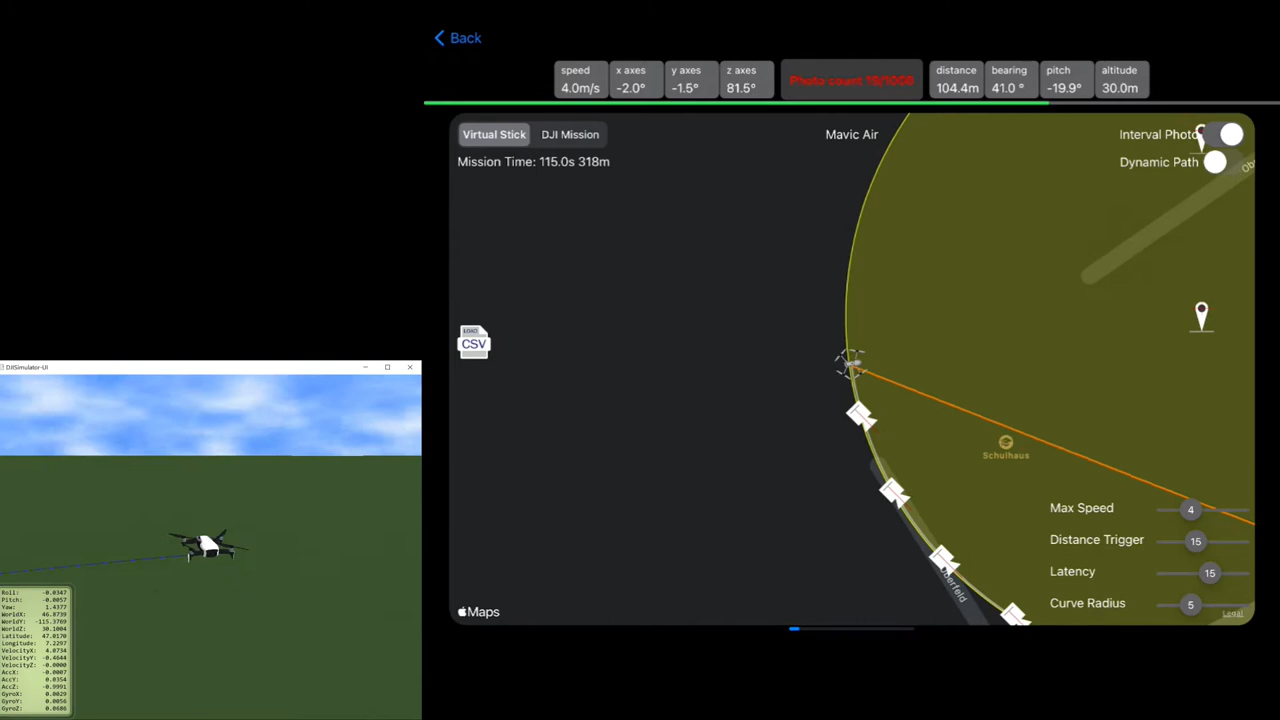 Back
speed
4.0m/s
x axes
-2.0°
y axes
-1.5°
z axes
81.5°
distance
104.4m
bearing
41.0 °
pitch
-19.9°
altitude
30.0m
Virtual Stick
DJI Mission
Mavic Air
Interval Photo
Mission Time: 115.0s 318m
Dynamic Path
LOAD
CSV
DJISimulator-UI
Schulhaus
Max Speed
4
Distance Trigger
15
Latency
15
Curve Radius
5
Maps
Legal
Roll: -0.0347
Pitch: -0.0057
Yaw: 1.4377
WorldX: 46.8739
WorldY: -115.3769
WorldZ: 30.1004
Latitude: 47.0170
Longitude: 7.2297
VelocityX: 4.0734
VelocityY: -0.4644
VelocityZ: -0.0000
AccX: -0.0007
AccY: 0.0354
AccZ: -0.9991
GyroX: 0.0029
GyroY: 0.0056
GyroZ: 0.0686